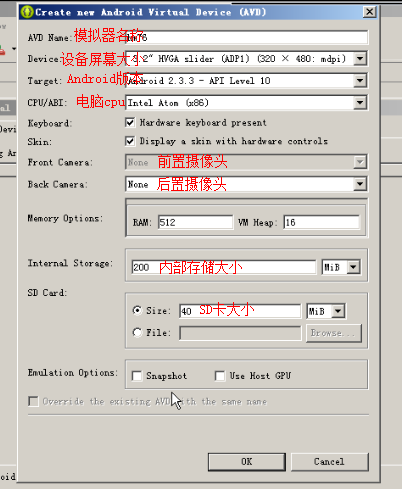 Create new Android Virtual Device (AVD)
AVD Name: 模拟器名称
Device: 设备屏幕大小 3.2" HVGA slider (ADP1) (320 × 480: mdpi)
Target: Android版本 Android 2.3.3 - API Level 10
CPU/ABI: 电脑cpu Intel Atom (x86)
Keyboard: Hardware keyboard present
Skin: Display a skin with hardware controls
Front Camera: None 前置摄像头
Back Camera: None 后置摄像头
Memory Options: RAM: 512 VM Heap: 16
Internal Storage: 200 内部存储大小 MiB
SD Card:
Size: 40 SD卡大小 MiB
File: Browse...
Emulation Options: Snapshot Use Host GPU
Override the existing AVD with the same name
OK Cancel